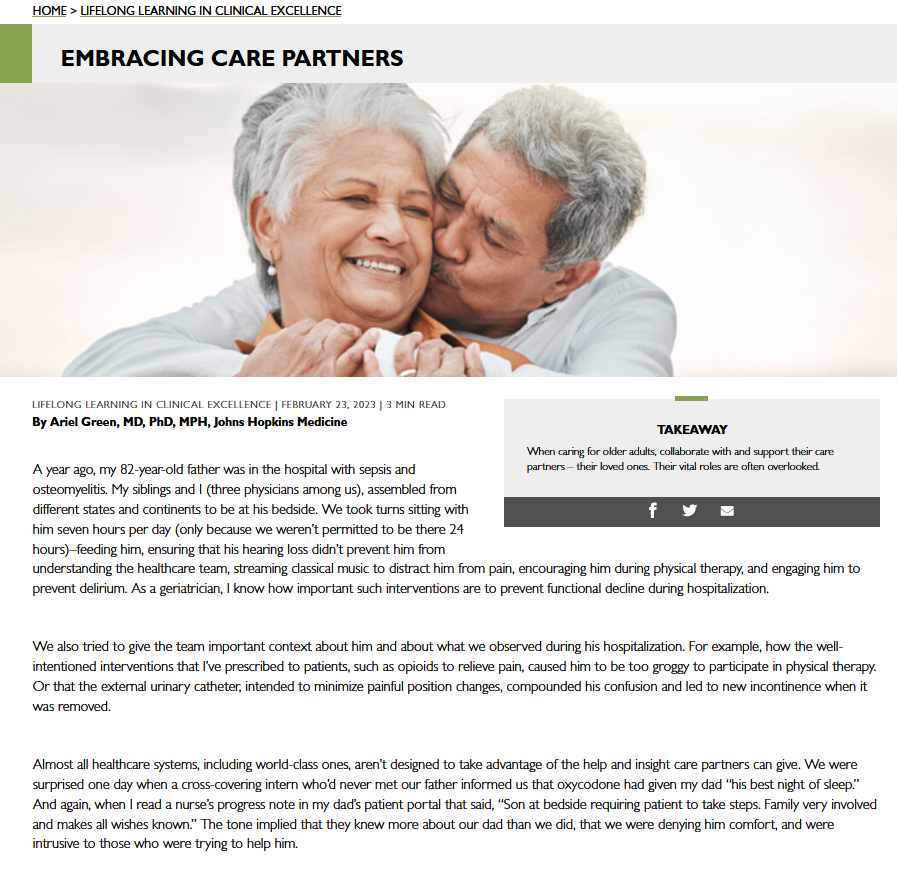 HOME > LIFELONG LEARNING IN CLINICAL EXCELLENCE
EMBRACING CARE PARTNERS
LIFELONG LEARNING IN CLINICAL EXCELLENCE | FEBRUARY 23, 2023 | 3 MIN READ
By Ariel Green, MD, PhD, MPH, Johns Hopkins Medicine
TAKEAWAY
When caring for older adults, collaborate with and support their care
partners – their loved ones. Their vital roles are often overlooked.
A year ago, my 82-year-old father was in the hospital with sepsis and
osteomyelitis. My siblings and I (three physicians among us), assembled from
different states and continents to be at his bedside. We took turns sitting with
him seven hours per day (only because we weren’t permitted to be there 24
hours)–feeding him, ensuring that his hearing loss didn’t prevent him from
understanding the healthcare team, streaming classical music to distract him from pain, encouraging him during physical therapy, and engaging him to
prevent delirium. As a geriatrician, I know how important such interventions are to prevent functional decline during hospitalization.
We also tried to give the team important context about him and about what we observed during his hospitalization. For example, how the well-
intentioned interventions that I’ve prescribed to patients, such as opioids to relieve pain, caused him to be too groggy to participate in physical therapy.
Or that the external urinary catheter, intended to minimize painful position changes, compounded his confusion and led to new incontinence when it
was removed.
Almost all healthcare systems, including world-class ones, aren’t designed to take advantage of the help and insight care partners can give. We were
surprised one day when a cross-covering intern who’d never met our father informed us that oxycodone had given my dad “his best night of sleep.”
And again, when I read a nurse’s progress note in my dad’s patient portal that said, “Son at bedside requiring patient to take steps. Family very involved
and makes all wishes known.” The tone implied that they knew more about our dad than we did, that we were denying him comfort, and were
intrusive to those who were trying to help him.